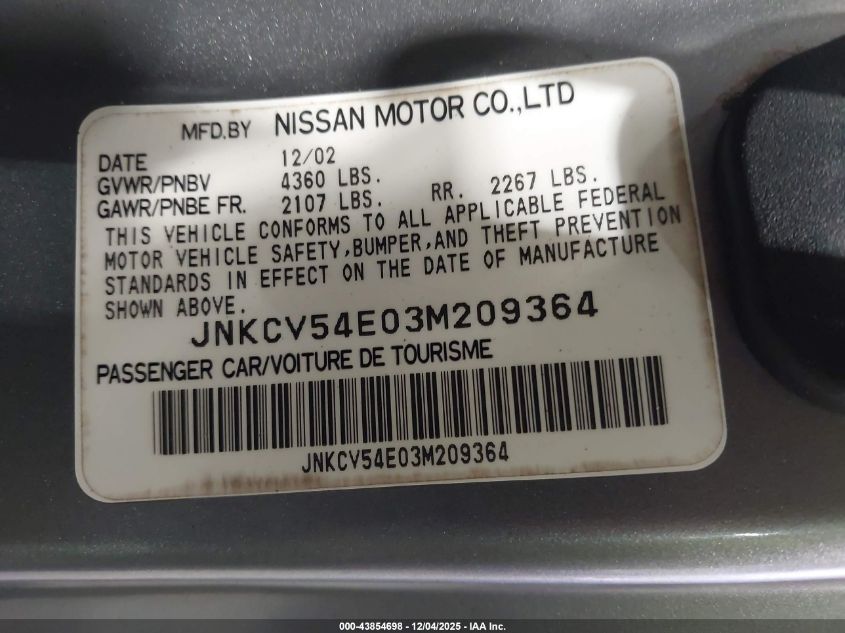 MFD.BY NISSAN MOTOR CO.,LTD
DATE 12/02
GVWR/PNBV 4360 LBS.
GAWR/PNBE FR. 2107 LBS. RR. 2267 LBS.
THIS VEHICLE CONFORMS TO ALL APPLICABLE FEDERAL
MOTOR VEHICLE SAFETY,BUMPER,AND THEFT PREVENTION
STANDARDS IN EFFECT ON THE DATE OF MANUFACTURE
SHOWN ABOVE.
JNKCV54E03M209364
PASSENGER CAR/VOITURE DE TOURISME
JNKCV54E03M209364
000-43854698 - 12/04/2025 - IAA Inc.